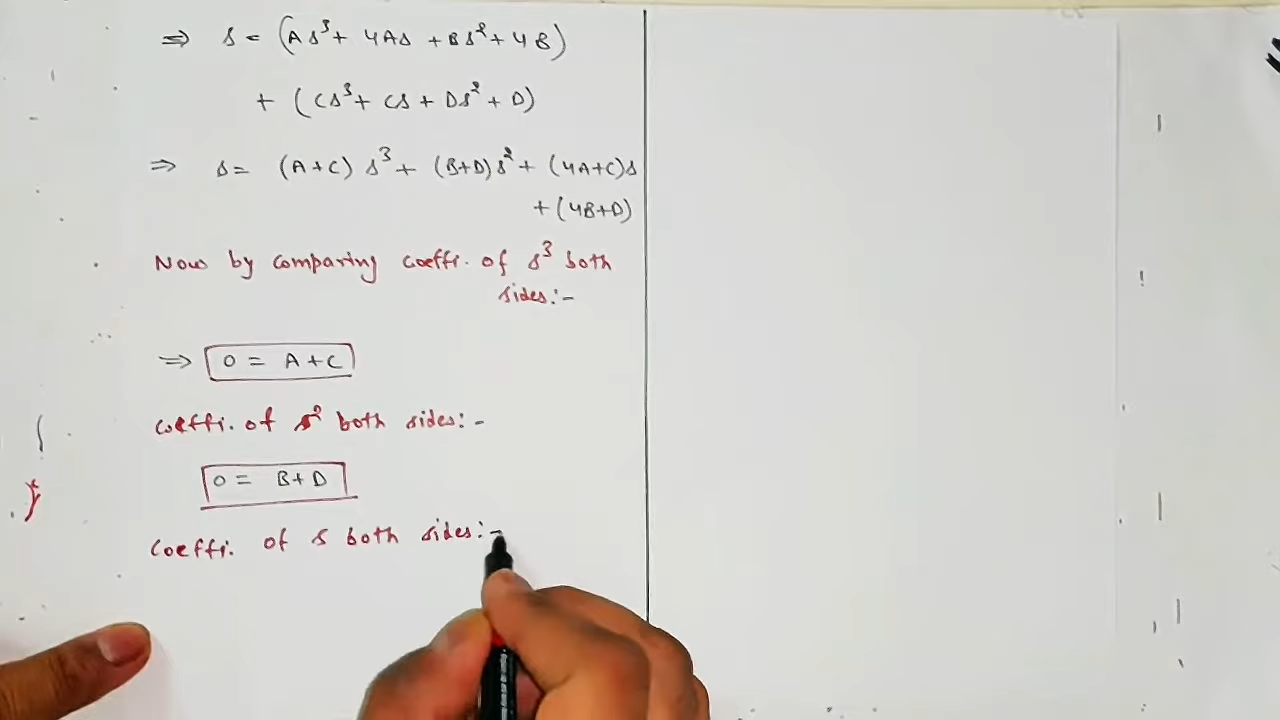 ⇒ s = (As³ + 4As + Bs² + 4B)
+ (Cs³ + Cs + Ds² + D)
⇒ s = (A+C) s³ + (B+D)s² + (4A+C)s
+ (4B+D)
Now by comparing coeffi. of s³ both
sides:-
⇒ 0 = A+C
coeffi. of s² both sides:-
0 = B+D
coeffi. of s both sides:-